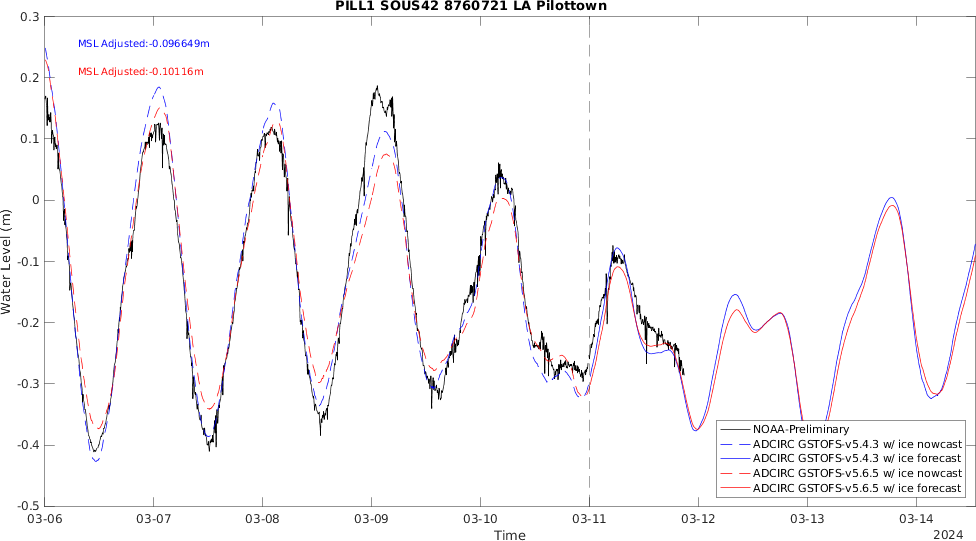 PILL1 SOUS42 8760721 LA Pilottown
MSL Adjusted:-0.096649m
MSL Adjusted:-0.10116m
Water Level (m)
0.3
0.2
0.1
0
-0.1
-0.2
-0.3
-0.4
-0.5
NOAA-Preliminary
ADCIRC GSTOFS-v5.4.3 w/ ice nowcast
ADCIRC GSTOFS-v5.4.3 w/ ice forecast
ADCIRC GSTOFS-v5.6.5 w/ ice nowcast
ADCIRC GSTOFS-v5.6.5 w/ ice forecast
03-06 03-07 03-08 03-09 03-10 03-11 03-12 03-13 03-14
Time
2024